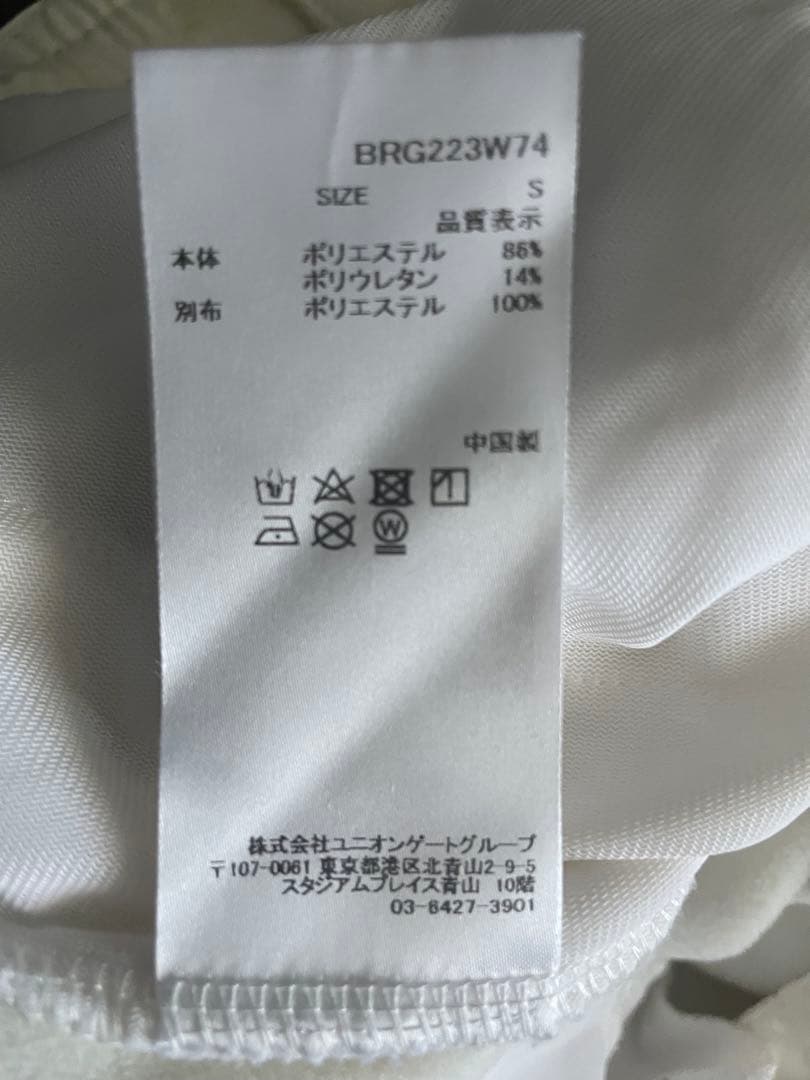 BRG223W74
SIZE S
品質表示
本体 ポリエステル 86%
ポリウレタン 14%
別布 ポリエステル 100%
中国製
W
株式会社ユニオンゲートグループ
〒107-0061 東京都港区北青山2-9-5
スタジアムプレイス青山 10階
03-6427-3901